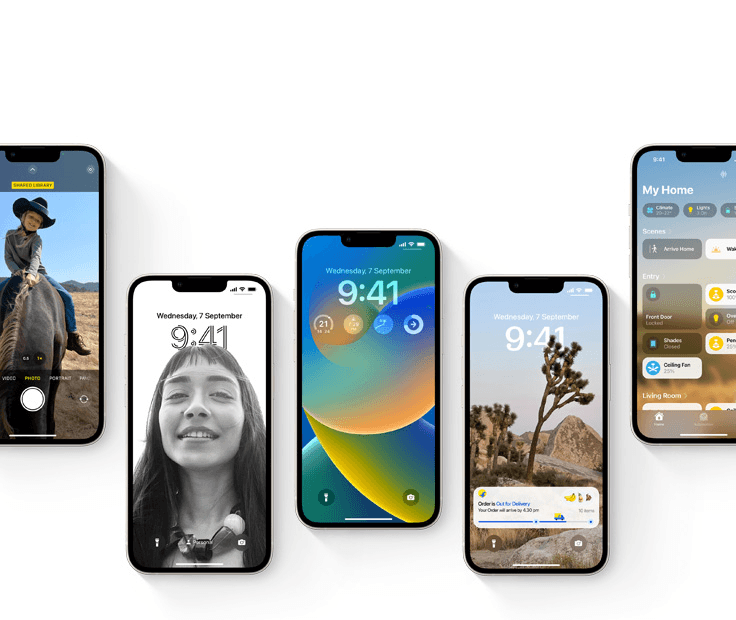 SHARED LIBRARY
0.5 1×
VIDEO PHOTO PORTRAIT
Wednesday, 7 September
9:41
Personal
Wednesday, 7 September
9:41
21
Wednesday, 7 September
9:41
Order is Out for Delivery
Your Order will arrive by 4.30 pm
10 items
9:41
My Home
Climate
Lights
Scenes
Arrive Home
Entry
Front Door
Locked
Shades
Closed
Ceiling Fan
25%
Living Room
Home